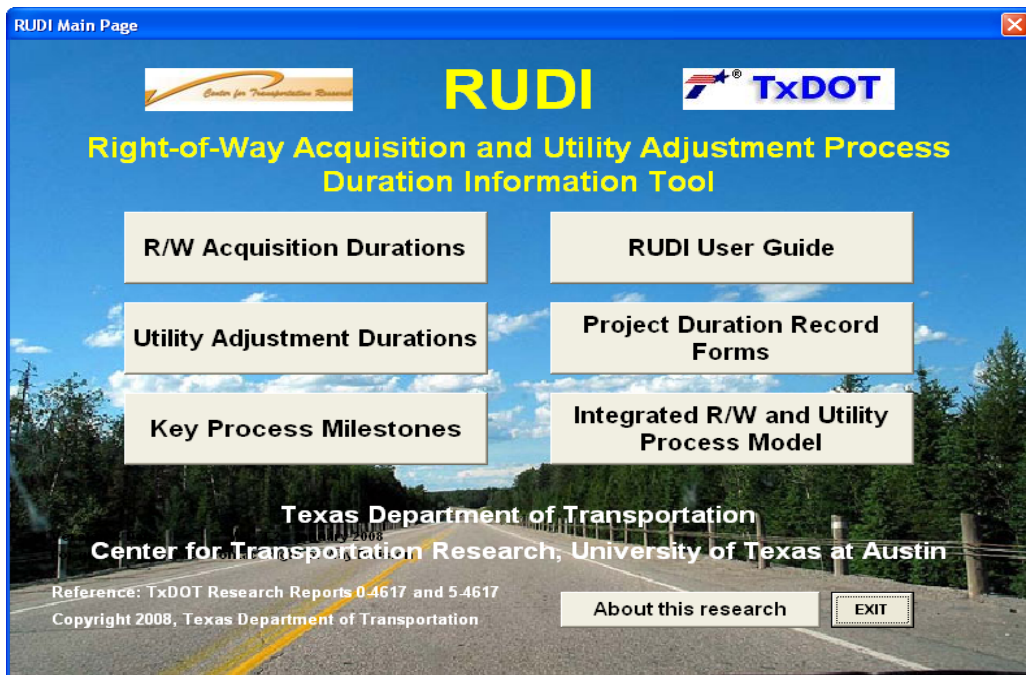 RUDI Main Page
Center for Transportation Research
RUDI
TxDOT
Right-of-Way Acquisition and Utility Adjustment Process
Duration Information Tool
R/W Acquisition Durations
RUDI User Guide
Utility Adjustment Durations
Project Duration Record
Forms
Key Process Milestones
Integrated R/W and Utility
Process Model
Texas Department of Transportation
2008
Center for Transportation Research, University of Texas at Austin
Reference: TxDOT Research Reports 0-4617 and 5-4617
Copyright 2008, Texas Department of Transportation
About this research
EXIT